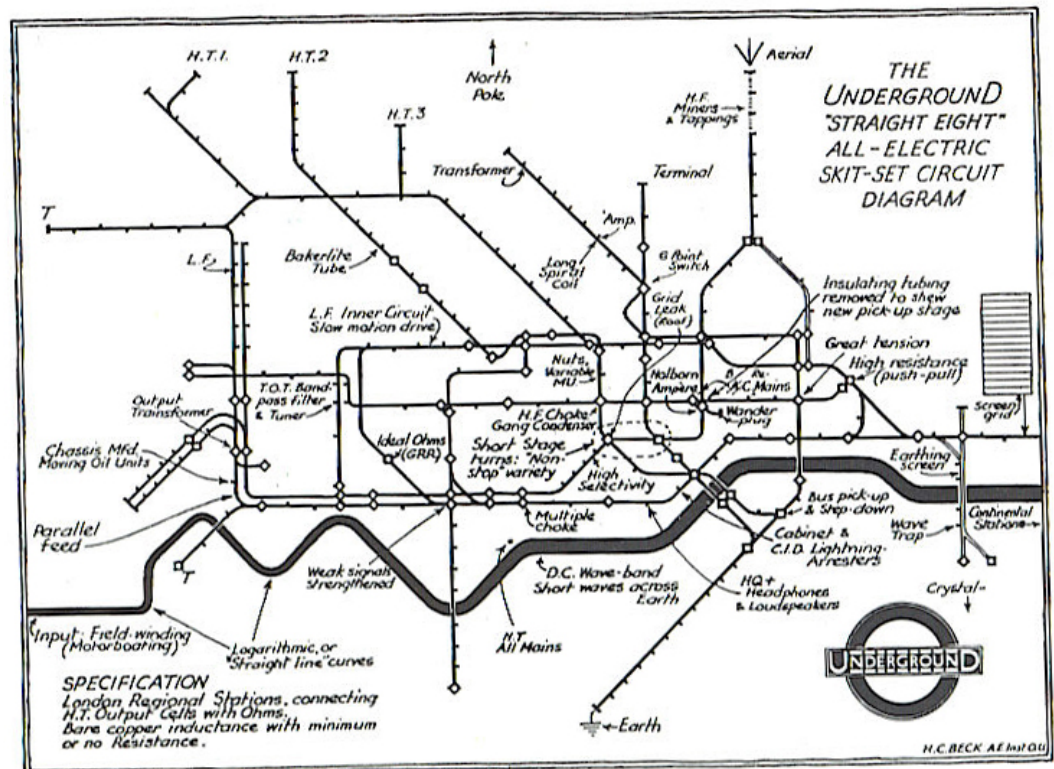 H.T.1.
H.T.2
North
Pole.
Aerial
THE
UNDERGROUND
"STRAIGHT EIGHT"
ALL-ELECTRIC
SKIT-SET CIRCUIT
DIAGRAM
H.F.
Miners
& Tappings
H.T.3
Transformer
Terminal
T
Amp.
L.F.
Bakerlite
Tube
Long
Spiral
Coil
6 Point
Switch
Grid
Leak
(Roof)
Insulating tubing
removed to shew
new pick-up stage
L.F. Inner Circuit
Slow motion drive)
Great tension
High resistance
(push-pull)
Nuts,
Variable
MU.
Holborn
Ampere
A.C. Mains
Wander
plug
T.O.T. Band-
pass filter
& Tuner
Output
Transformer
H.F. Choke
Gang Condenser
screen
grid
Chassis Mfd.
Moving Oil Units
Ideal Ohms
(GRR)
Short Stage
turns: "Non-
stop" variety
High
Selectivity
Earthing
screen
Parallel
feed
Multiple
choke
Bus pick-up
& Step-down
Continental
Stations
Wave
Trap
Cabinet &
C.I.D. Lightning-
Arresters
T
Weak signals
strengthened
D.C. Wave-band
Short waves across
Earth
HQ+
Headphones
& Loudspeakers
Crystal
Input: Field-winding
(Motorboating)
Logarithmic, or
"Straight line" curves
H.T
All Mains
UNDERGROUND
SPECIFICATION
London Regional Stations, connecting
H.T. Output Cells with Ohms.
Bare copper inductance with minimum
or no Resistance.
Earth
H.C. BECK